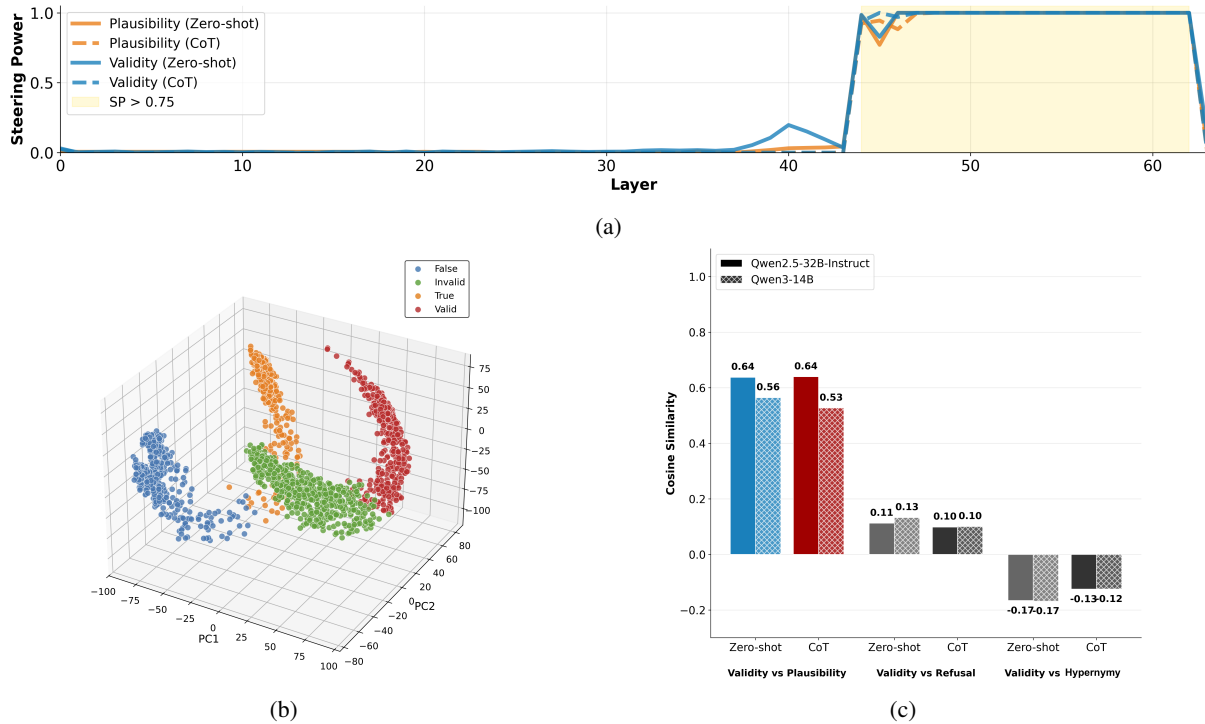 1.0
0.5
0.0
Steering Power
Plausibility (Zero-shot)
Plausibility (CoT)
Validity (Zero-shot)
Validity (CoT)
SP > 0.75
0 10 20 30 40 50 60
Layer
(a)
False
Invalid
True
Valid
75
50
25
0
−25
−50
−75
−100
80
60
40
20
0
−20
−40
−60
−80
PC2
−100 −75 −50 −25 0 25 50 75 100
PC1
(b)
Qwen2.5-32B-Instruct
Qwen3-14B
1.0
0.8
0.6
0.4
0.2
0.0
−0.2
Cosine Similarity
0.64 0.56 0.64 0.53
0.11 0.13 0.10 0.10
-0.17 -0.17 -0.13 -0.12
Zero-shot CoT Zero-shot CoT Zero-shot CoT
Validity vs Plausibility Validity vs Refusal Validity vs Hypernymy
(c)